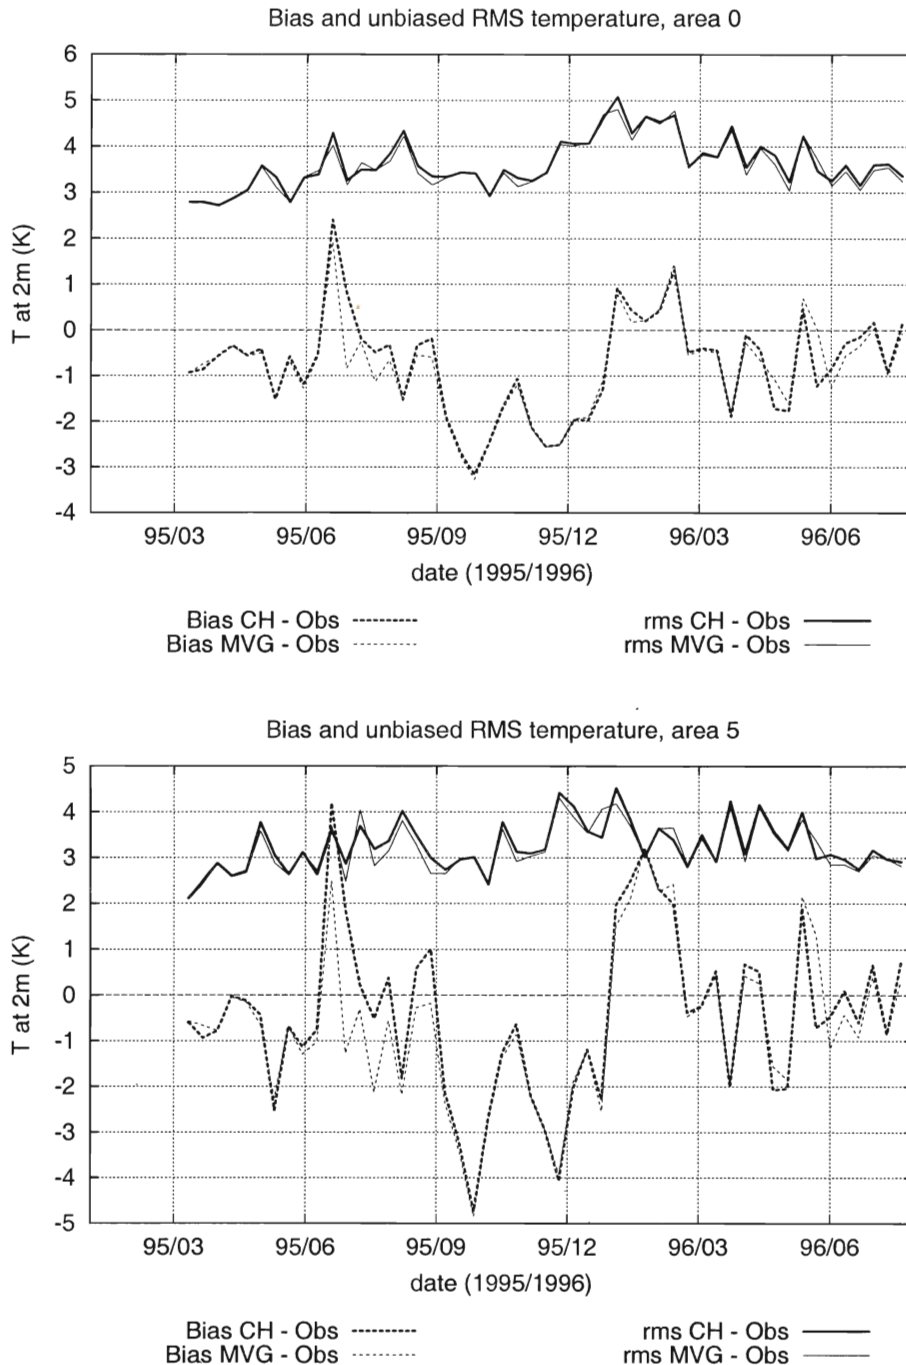 Bias and unbiased RMS temperature, area 0
6
5
4
3
2
1
0
-1
-2
-3
-4
T at 2m (K)
95/03 95/06 95/09 95/12 96/03 96/06
date (1995/1996)
Bias CH - Obs rms CH - Obs
Bias MVG - Obs rms MVG - Obs
Bias and unbiased RMS temperature, area 5
5
4
3
2
1
0
-1
-2
-3
-4
-5
T at 2m (K)
95/03 95/06 95/09 95/12 96/03 96/06
date (1995/1996)
Bias CH - Obs rms CH - Obs
Bias MVG - Obs rms MVG - Obs